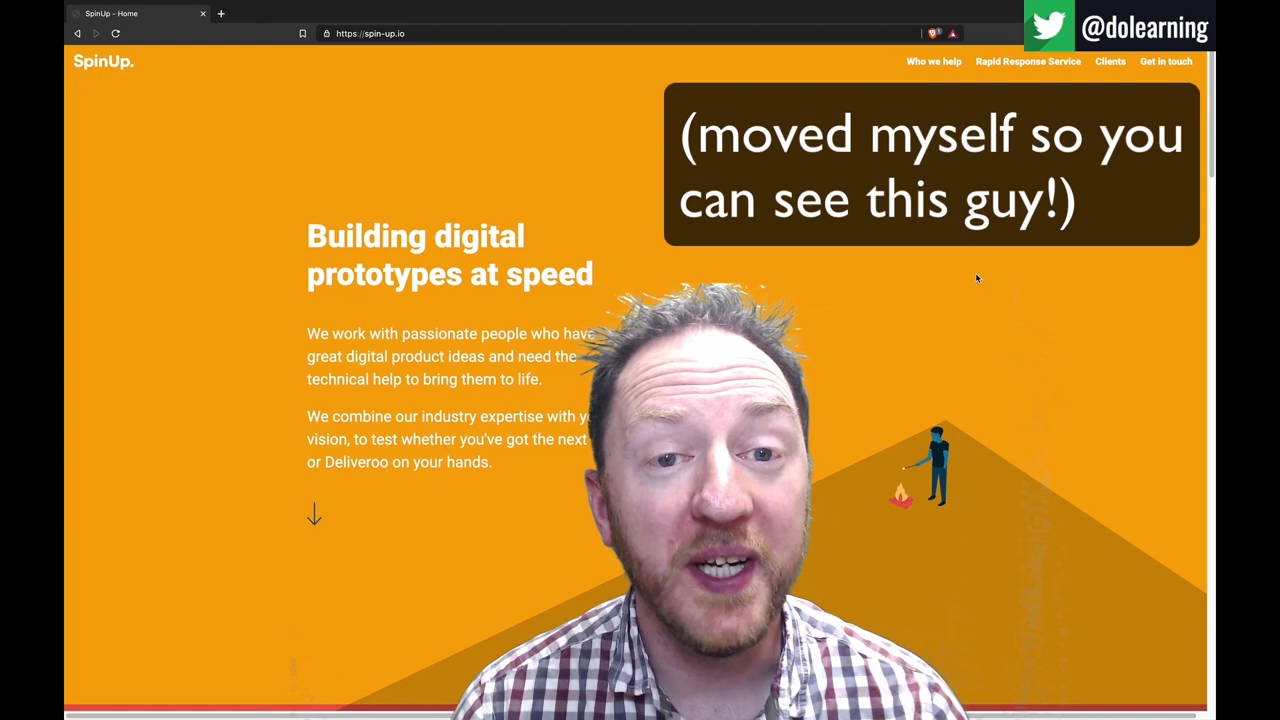 SpinUp - Home
@dolearning
https://spin-up.io
SpinUp.
Who we help
Rapid Response Service
Clients
Get in touch
(moved myself so you
can see this guy!)
Building digital
prototypes at speed
We work with passionate people who have
great digital product ideas and need the
technical help to bring them to life.
We combine our industry expertise with
vision, to test whether you've got the next
or Deliveroo on your hands.